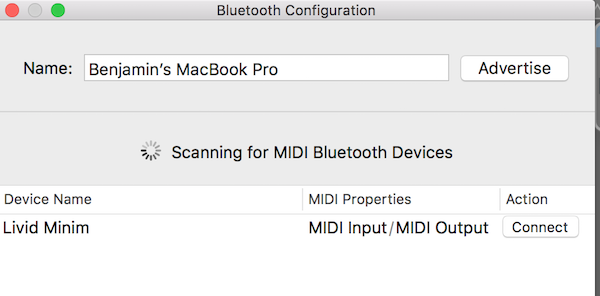 Bluetooth Configuration
Name: Benjamin’s MacBook Pro Advertise
Scanning for MIDI Bluetooth Devices
Device Name MIDI Properties Action
Livid Minim MIDI Input/MIDI Output Connect